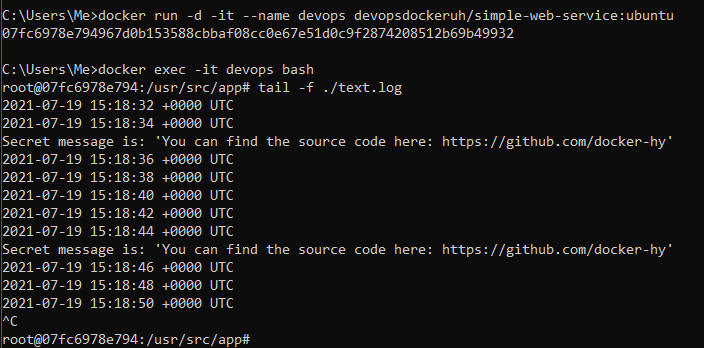 C:\Users\Me>docker run -d -it --name devops devopsdockeruh/simple-web-service:ubuntu
07fc6978e794967d0b153588cbbaf08cc0e67e51d0c9f2874208512b69b49932
C:\Users\Me>docker exec -it devops bash
root@07fc6978e794:/usr/src/app# tail -f ./text.log
2021-07-19 15:18:32 +0000 UTC
2021-07-19 15:18:34 +0000 UTC
Secret message is: 'You can find the source code here: https://github.com/docker-hy'
2021-07-19 15:18:36 +0000 UTC
2021-07-19 15:18:38 +0000 UTC
2021-07-19 15:18:40 +0000 UTC
2021-07-19 15:18:42 +0000 UTC
2021-07-19 15:18:44 +0000 UTC
Secret message is: 'You can find the source code here: https://github.com/docker-hy'
2021-07-19 15:18:46 +0000 UTC
2021-07-19 15:18:48 +0000 UTC
2021-07-19 15:18:50 +0000 UTC
^C
root@07fc6978e794:/usr/src/app#